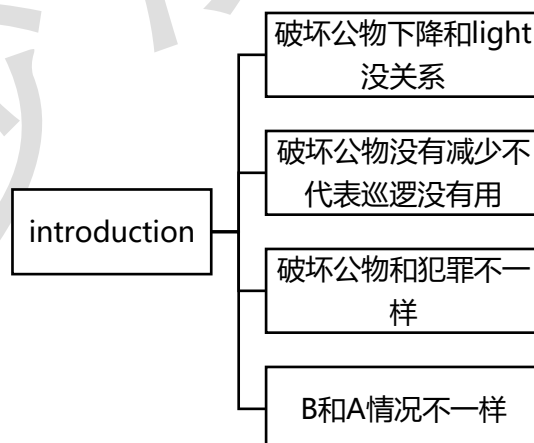 introduction
破坏公物下降和light
没关系
破坏公物没有减少不
代表巡逻没有用
破坏公物和犯罪不一
样
B和A情况不一样